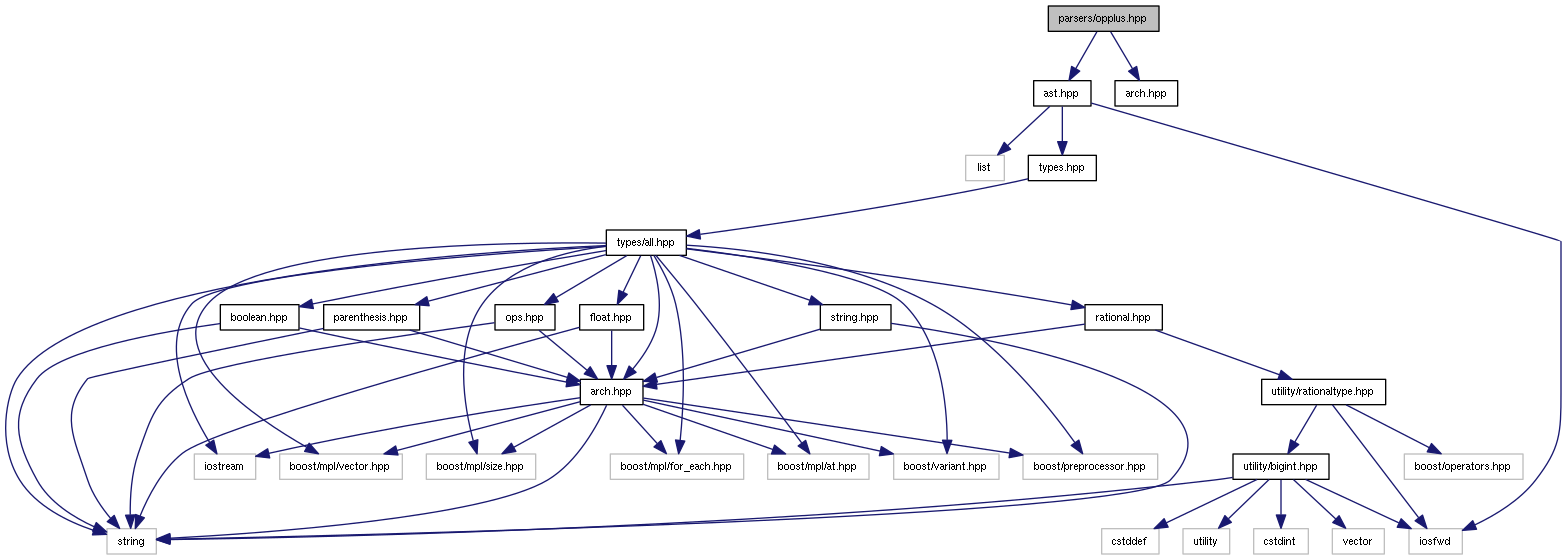 parsers/opplus.hpp
ast.hpp
arch.hpp
list
types.hpp
types/all.hpp
boolean.hpp
parenthesis.hpp
ops.hpp
float.hpp
string.hpp
rational.hpp
arch.hpp
utility/rationaltype.hpp
iostream
boost/mpl/vector.hpp
boost/mpl/size.hpp
boost/mpl/for_each.hpp
boost/mpl/at.hpp
boost/variant.hpp
boost/preprocessor.hpp
utility/bigint.hpp
boost/operators.hpp
string
cstddef
utility
cstdint
vector
iosfwd